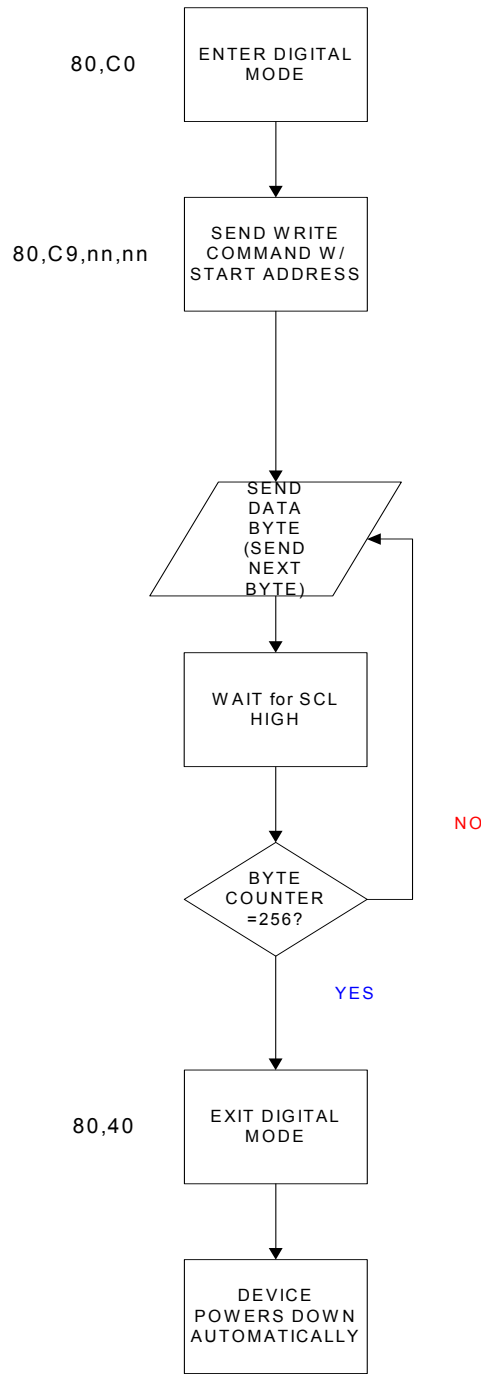 80,C0
ENTER DIGITAL
MODE
80,C9,nn,nn
SEND WRITE
COMMAND W/
START ADDRESS
SEND
DATA
BYTE
(SEND
NEXT
BYTE)
WAIT for SCL
HIGH
NO
BYTE
COUNTER
=256?
YES
80,40
EXIT DIGITAL
MODE
DEVICE
POWERS DOWN
AUTOMATICALLY